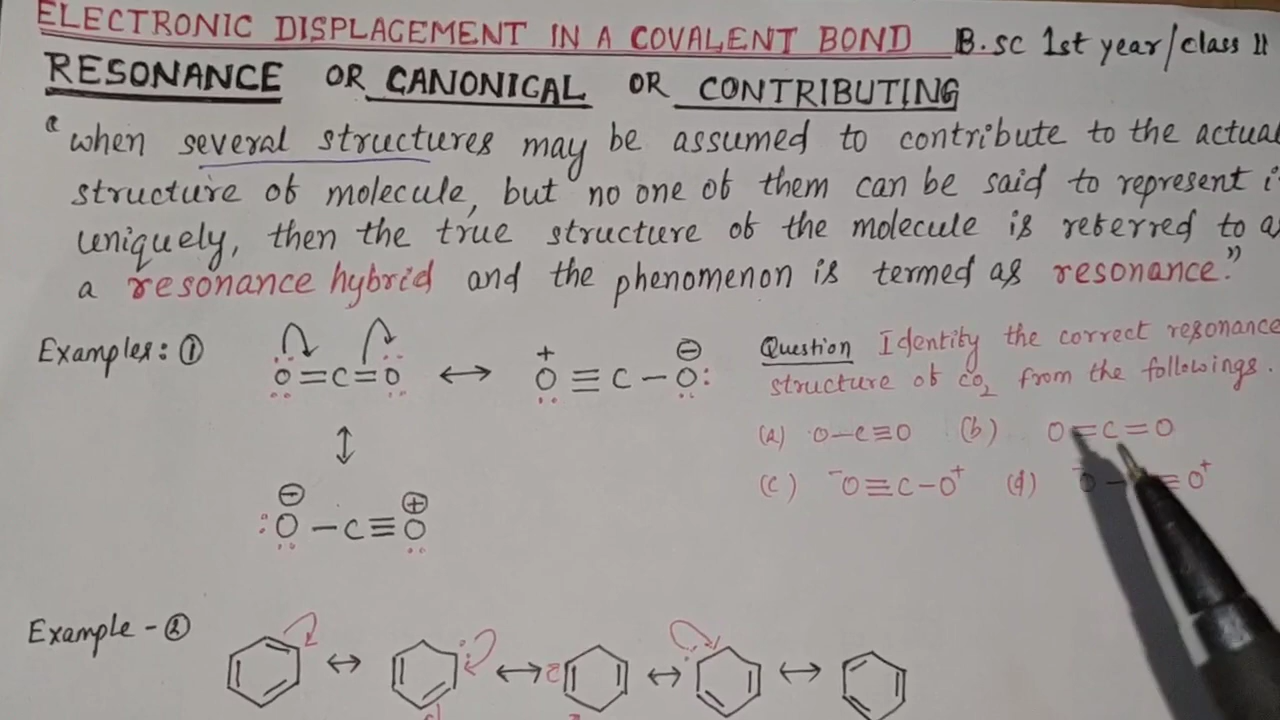 ELECTRONIC DISPLACEMENT IN A COVALENT BOND B.sc 1st year/class 11
RESONANCE OR CANONICAL OR CONTRIBUTING
"when several structures may be assumed to contribute to the actual
structure of molecule, but no one of them can be said to represent
uniquely, then the true structure of the molecule is referred to
a resonance hybrid and the phenomenon is termed as resonance."
Examples: ①
O=C=O ↔ O≡C-O:
+ ⊖
↕
⊖ ⊕
:O-C≡O
Question Identity the correct resonance
structure of CO2 from the followings.
(a) O-C≡O (b) O=C=O
(c) ⁻O≡C-O⁺ (d) ⁻O- ≡O⁺
Example-②
↔ ↔ ↔ ↔